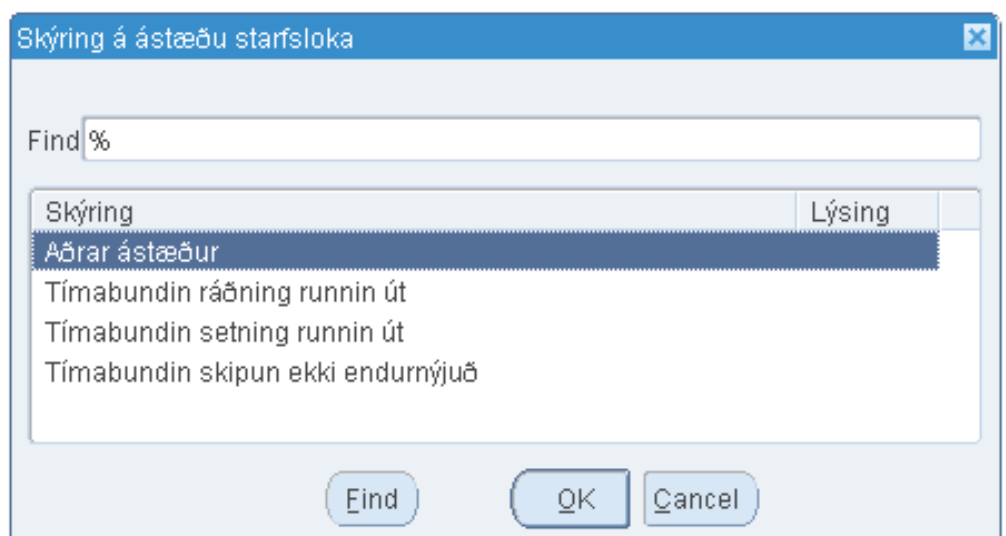 Skýring á ástæðu starfsloka
Find %
Skýring Lýsing
Aðrar ástæður
Tímabundin ráðning runnin út
Tímabundin setning runnin út
Tímabundin skipun ekki endurnýjuð
Find OK Cancel